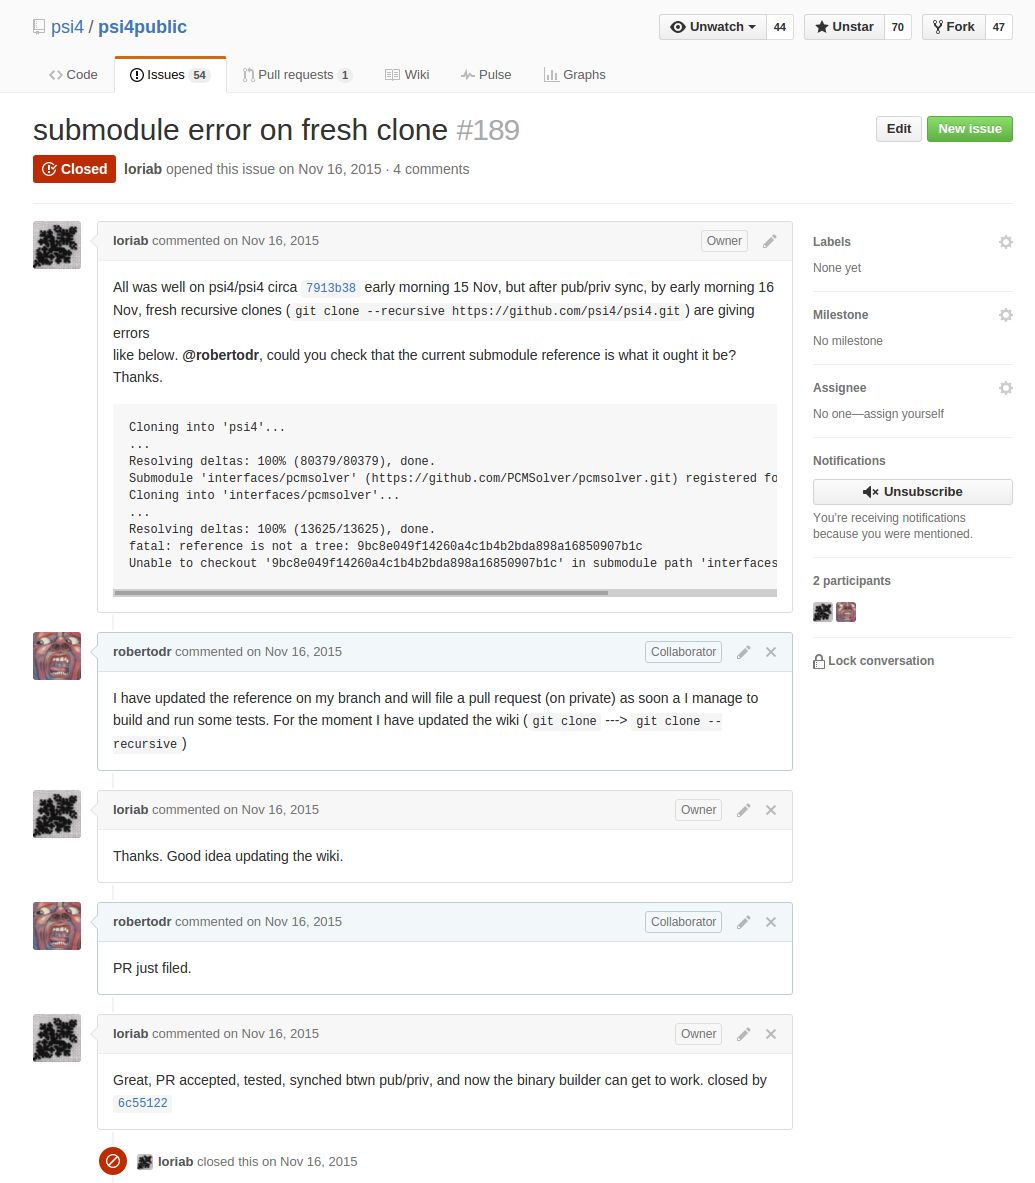 psi4 / psi4public
Unwatch 44
Unstar 70
Fork 47
Code
Issues 54
Pull requests 1
Wiki
Pulse
Graphs
submodule error on fresh clone #189
Edit
New issue
Closed
loriab opened this issue on Nov 16, 2015 · 4 comments
loriab commented on Nov 16, 2015
Owner
All was well on psi4/psi4 circa 7913b38 early morning 15 Nov, but after pub/priv sync, by early morning 16
Nov, fresh recursive clones ( git clone --recursive https://github.com/psi4/psi4.git ) are giving
errors
like below. @robertodr, could you check that the current submodule reference is what it ought it be?
Thanks.
Cloning into 'psi4'...
...
Resolving deltas: 100% (80379/80379), done.
Submodule 'interfaces/pcmsolver' (https://github.com/PCMSolver/pcmsolver.git) registered fo
Cloning into 'interfaces/pcmsolver'...
...
Resolving deltas: 100% (13625/13625), done.
fatal: reference is not a tree: 9bc8e049f14260a4c1b4b2bda898a16850907b1c
Unable to checkout '9bc8e049f14260a4c1b4b2bda898a16850907b1c' in submodule path 'interfaces
robertodr commented on Nov 16, 2015
Collaborator
I have updated the reference on my branch and will file a pull request (on private) as soon a I manage to
build and run some tests. For the moment I have updated the wiki ( git clone ---> git clone --
recursive )
loriab commented on Nov 16, 2015
Owner
Thanks. Good idea updating the wiki.
robertodr commented on Nov 16, 2015
Collaborator
PR just filed.
loriab commented on Nov 16, 2015
Owner
Great, PR accepted, tested, synched btwn pub/priv, and now the binary builder can get to work. closed by
6c55122
loriab closed this on Nov 16, 2015
Labels
None yet
Milestone
No milestone
Assignee
No one—assign yourself
Notifications
Unsubscribe
You're receiving notifications
because you were mentioned.
2 participants
Lock conversation